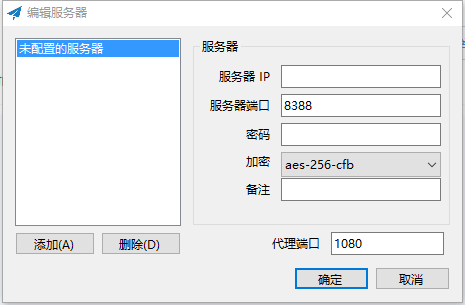 编辑服务器
未配置的服务器
服务器
服务器 IP
服务器端口 8388
密码
加密 aes-256-cfb
备注
添加(A) 删除(D)
代理端口 1080
确定 取消